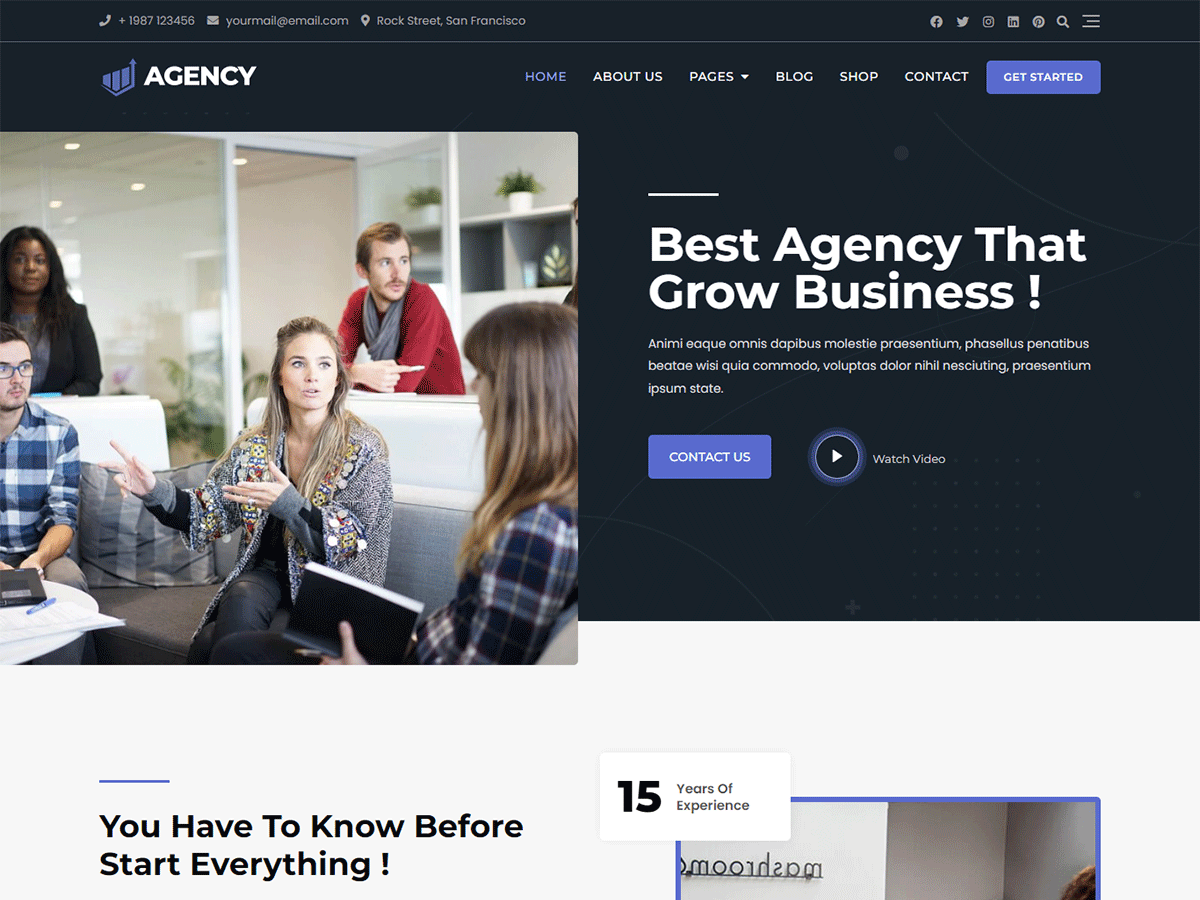 + 1987 123456 yourmail@email.com Rock Street, San Francisco
AGENCY
HOME ABOUT US PAGES BLOG SHOP CONTACT GET STARTED
Best Agency That
Grow Business !
Animi eaque omnis dapibus molestie praesentium, phasellus penatibus
beatae wisi quia commodo, voluptas dolor nihil nesciuting, praesentium
ipsum state.
CONTACT US
Watch Video
You Have To Know Before
Start Everything !
15
Years Of
Experience
mashroom